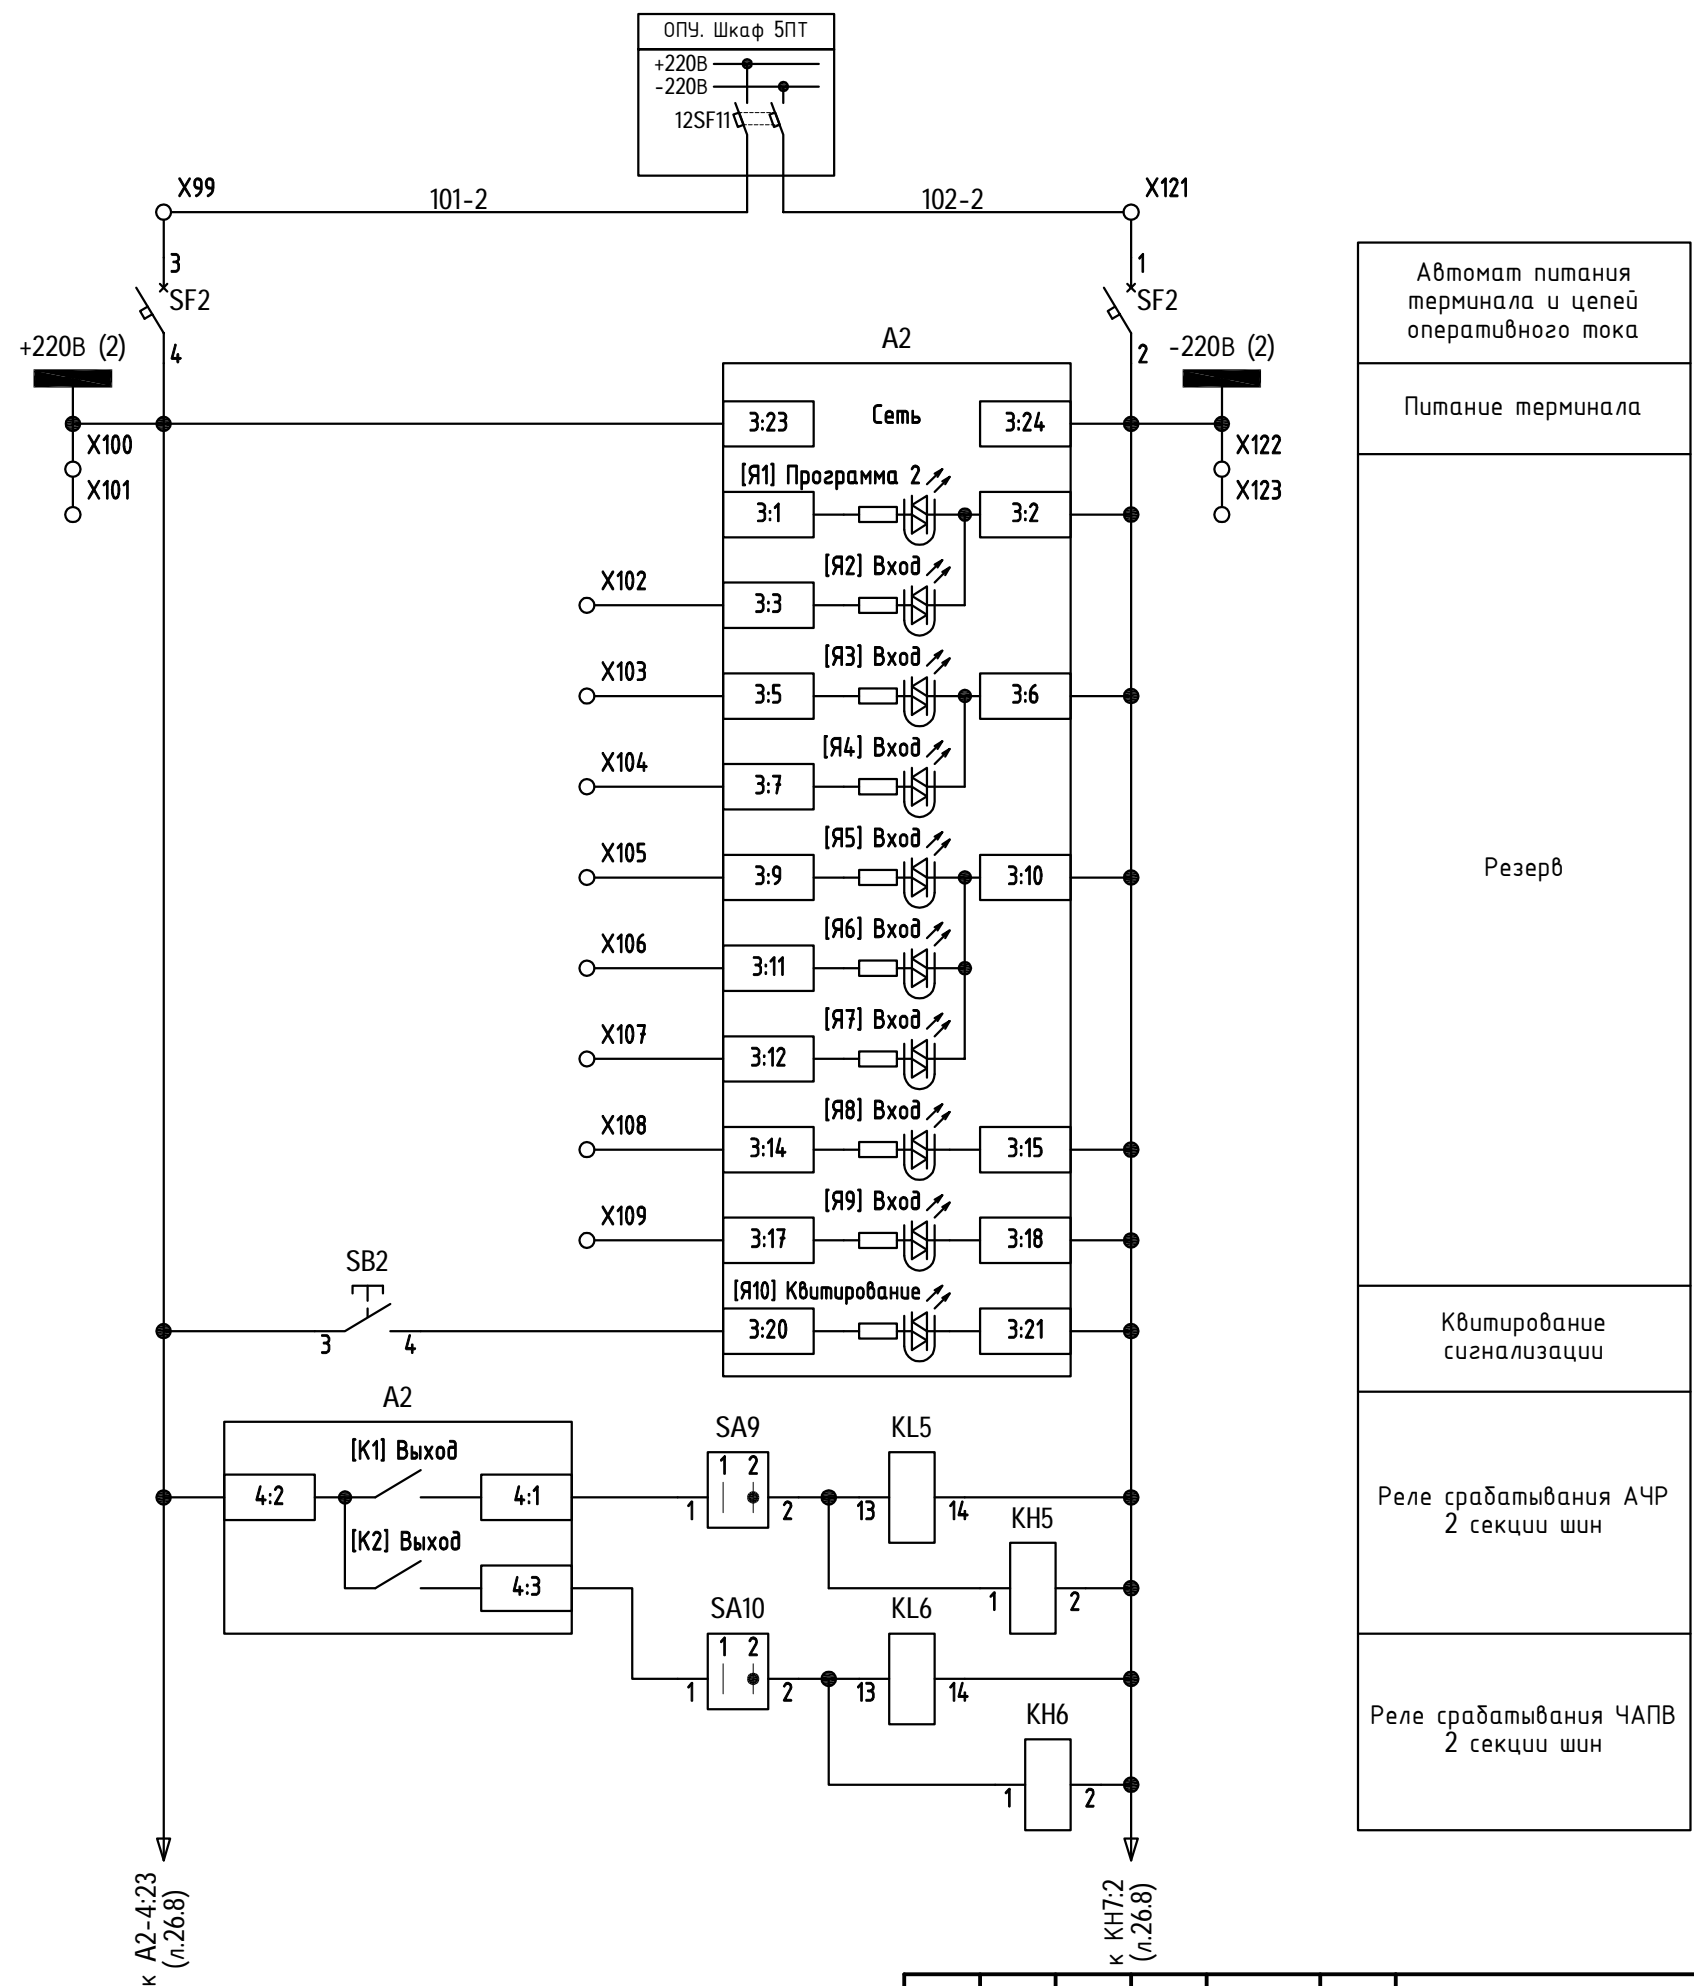 ОПУ. Шкаф 5ПТ
+220В
-220В
12SF11
X99
101-2
102-2
X121
3
SF2
4
1
SF2
2
+220В (2)
-220В (2)
X100
X101
X122
X123
A2
3:23
Сеть
3:24
[Я1] Программа 2
3:1
3:2
X102
[Я2] Вход
3:3
X103
[Я3] Вход
3:5
3:6
X104
[Я4] Вход
3:7
X105
[Я5] Вход
3:9
3:10
X106
[Я6] Вход
3:11
X107
[Я7] Вход
3:12
X108
[Я8] Вход
3:14
3:15
X109
[Я9] Вход
3:17
3:18
SB2
3
4
[Я10] Квитирование
3:20
3:21
A2
[K1] Выход
4:2
4:1
[K2] Выход
4:3
SA9
1 2
1
2
KL5
13
14
KH5
1
2
SA10
1 2
1
2
KL6
13
14
KH6
1
2
к A2-4:23
(л.26.8)
к KH7:2
(л.26.8)
Автомат питания
терминала и цепей
оперативного тока
Питание терминала
Резерв
Квитирование
сигнализации
Реле срабатывания АЧР
2 секции шин
Реле срабатывания ЧАПВ
2 секции шин